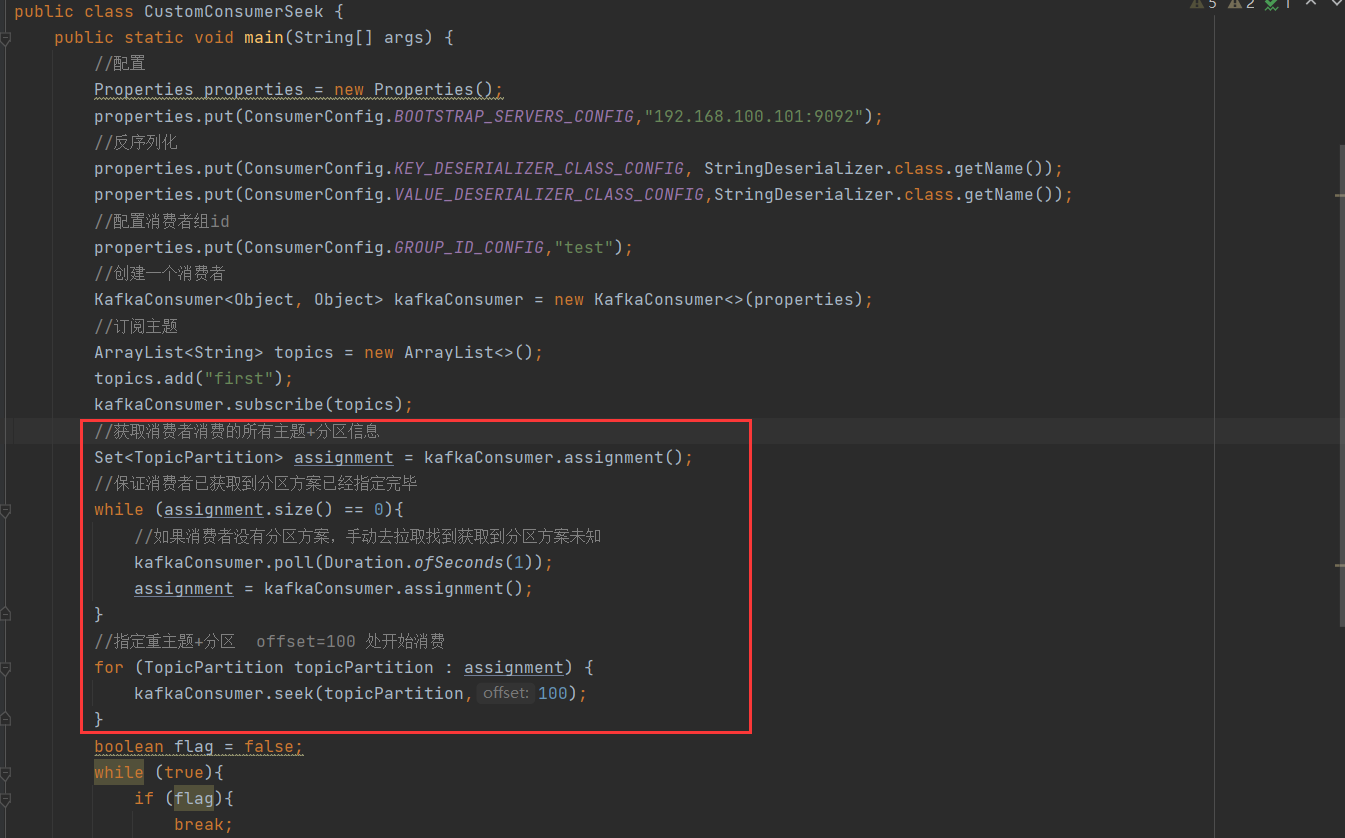 5 2 1
public class CustomConsumerSeek {
public static void main(String[] args) {
//配置
Properties properties = new Properties();
properties.put(ConsumerConfig.BOOTSTRAP_SERVERS_CONFIG,"192.168.100.101:9092");
//反序列化
properties.put(ConsumerConfig.KEY_DESERIALIZER_CLASS_CONFIG, StringDeserializer.class.getName());
properties.put(ConsumerConfig.VALUE_DESERIALIZER_CLASS_CONFIG,StringDeserializer.class.getName());
//配置消费者组id
properties.put(ConsumerConfig.GROUP_ID_CONFIG,"test");
//创建一个消费者
KafkaConsumer<Object, Object> kafkaConsumer = new KafkaConsumer<>(properties);
//订阅主题
ArrayList<String> topics = new ArrayList<>();
topics.add("first");
kafkaConsumer.subscribe(topics);
//获取消费者消费的所有主题+分区信息
Set<TopicPartition> assignment = kafkaConsumer.assignment();
//保证消费者已获取到分区方案已经指定完毕
while (assignment.size() == 0){
//如果消费者没有分区方案，手动去拉取找到获取到分区方案未知
kafkaConsumer.poll(Duration.ofSeconds(1));
assignment = kafkaConsumer.assignment();
}
//指定重主题+分区  offset=100 处开始消费
for (TopicPartition topicPartition : assignment) {
kafkaConsumer.seek(topicPartition, offset: 100);
}
boolean flag = false;
while (true){
if (flag){
break;